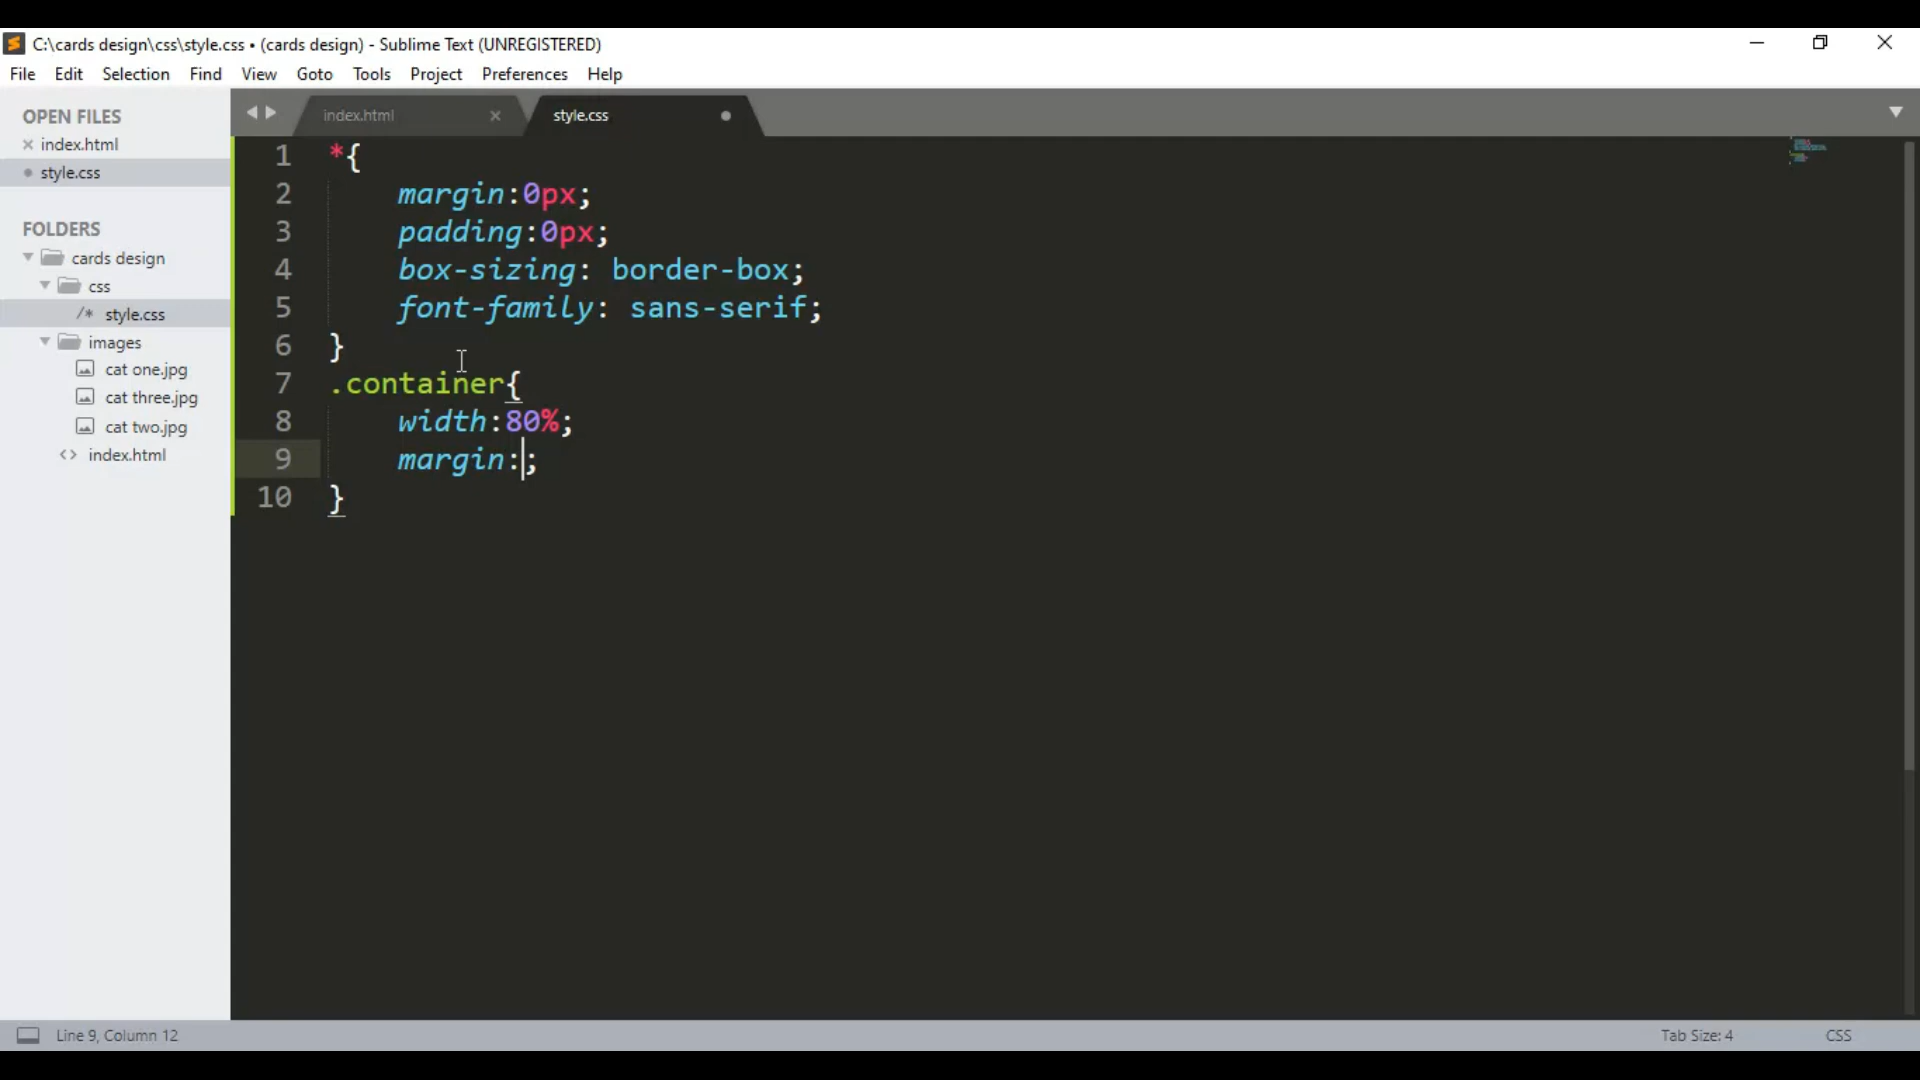 C:\cards design\css\style.css • (cards design) - Sublime Text (UNREGISTERED)
File Edit Selection Find View Goto Tools Project Preferences Help
OPEN FILES
index.html
style.css
FOLDERS
cards design
css
/* style.css
images
cat one.jpg
cat three.jpg
cat two.jpg
<> index.html
index.html style.css
1 *{
2 margin:0px;
3 padding:0px;
4 box-sizing: border-box;
5 font-family: sans-serif;
6 }
7 .container{
8 width:80%;
9 margin:;
10 }
Line 9, Column 12 Tab Size: 4 CSS